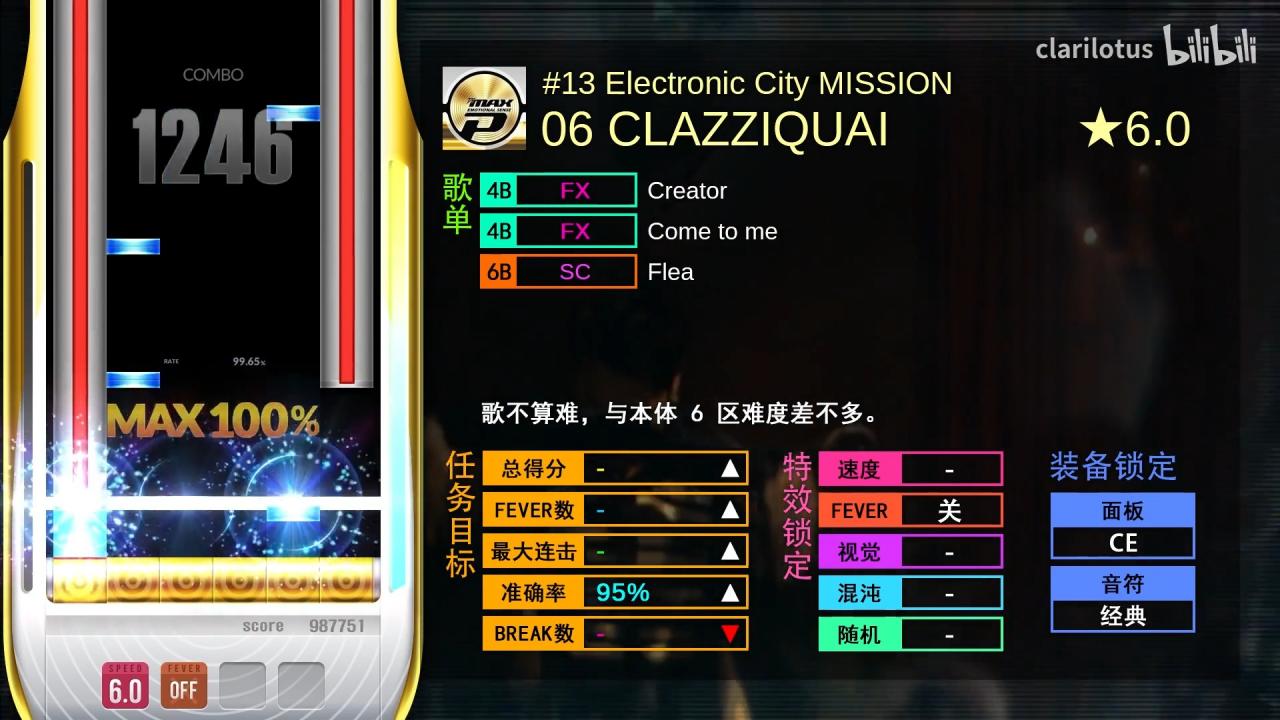 COMBO
1246
RATE 99.65%
MAX 100%
score 987751
SPEED
6.0
FEVER
OFF
clarilotus bilibili
MAX
EMOTIONAL SENSE
P
#13 Electronic City MISSION
06 CLAZZIQUAI
★6.0
歌单
4B FX Creator
4B FX Come to me
6B SC Flea
歌不算难，与本体 6 区难度差不多。
任务目标
总得分 - ▲
FEVER数 - ▲
最大连击 - ▲
准确率 95% ▲
BREAK数 - ▼
特效锁定
速度 -
FEVER 关
视觉 -
混沌 -
随机 -
装备锁定
面板
CE
音符
经典